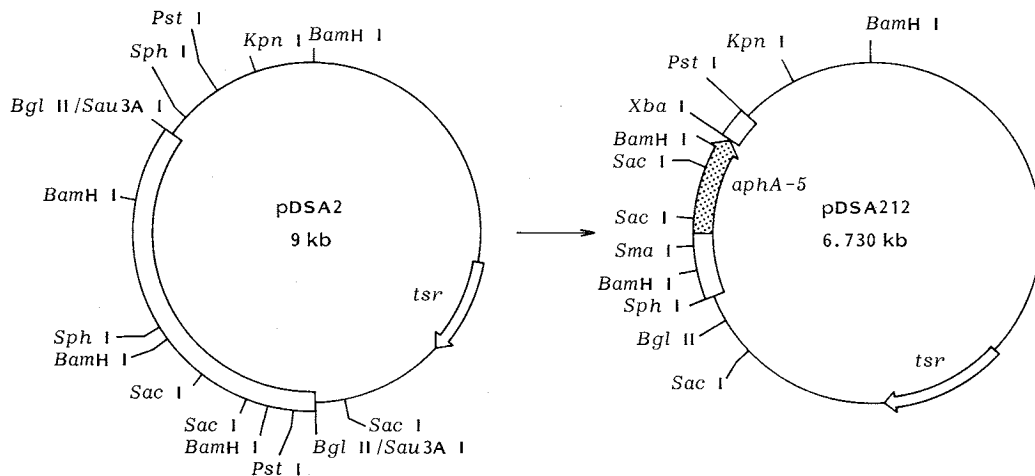 Pst I
Sph I
Kpn I
BamH I
Bgl II/Sau3A I
BamH I
pDSA2
9 kb
tsr
Sph I
BamH I
Sac I
Sac I
BamH I
Pst I
Bgl II/Sau3A I
Sac I
BamH I
Kpn I
Pst I
Xba I
BamH I
Sac I
aphA-5
Sac I
pDSA212
6.730 kb
Sma I
BamH I
Sph I
Bgl II
Sac I
tsr